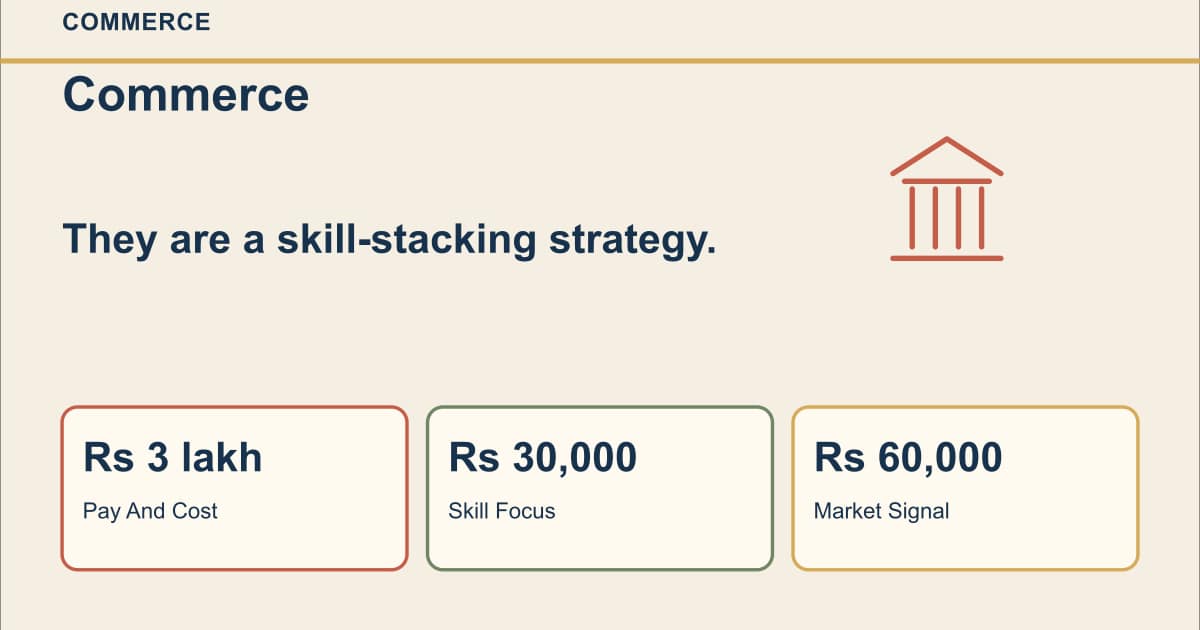 COMMERCE
Commerce
They are a skill-stacking strategy.
Rs 3 lakh
Pay And Cost
Rs 30,000
Skill Focus
Rs 60,000
Market Signal